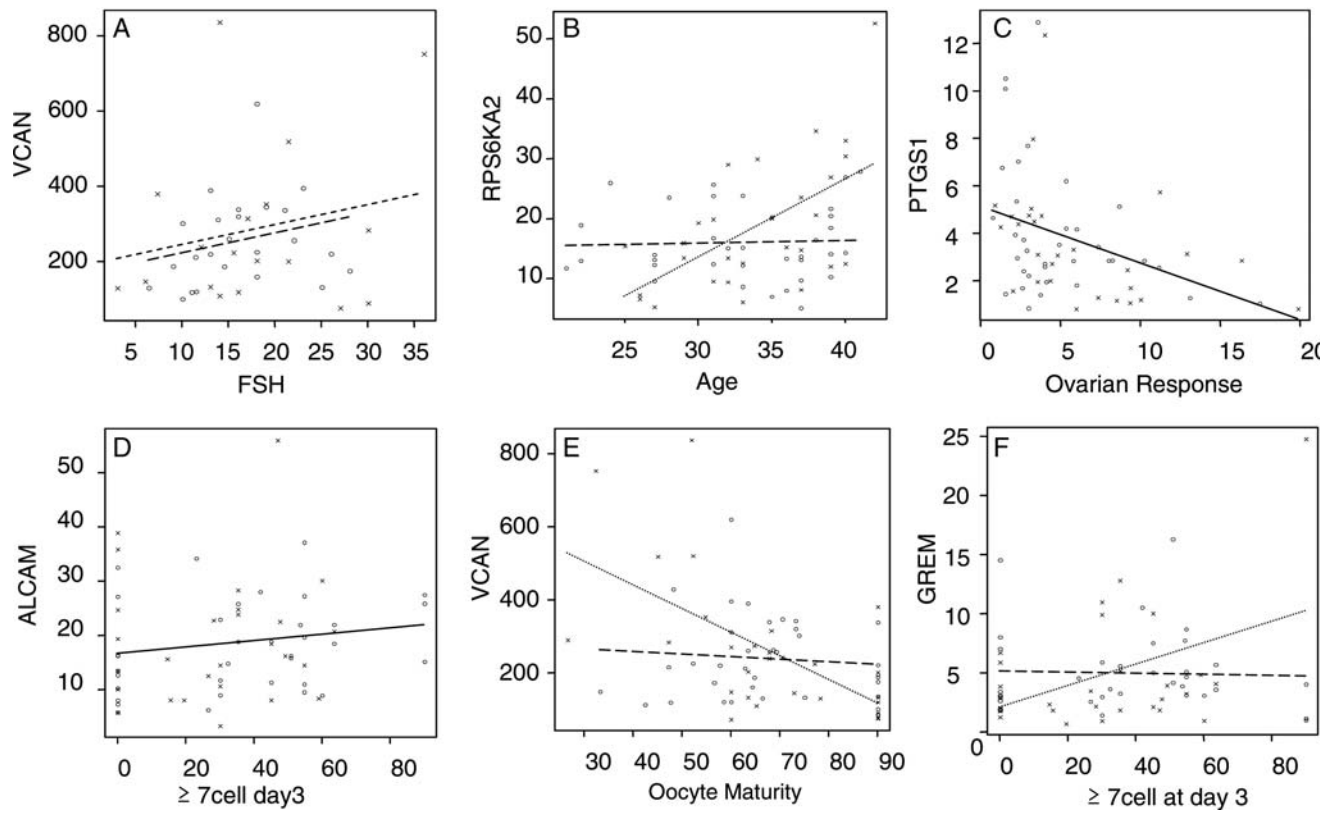 A
VCAN
800
600
400
200
5 10 15 20 25 30 35
FSH
B
RPS6KA2
50
40
30
20
10
25 30 35 40
Age
C
PTGS1
12
10
8
6
4
2
0 5 10 15 20
Ovarian Response
D
ALCAM
50
40
30
20
10
0 20 40 60 80
≥ 7cell day3
E
VCAN
800
600
400
200
30 40 50 60 70 80 90
Oocyte Maturity
F
GREM
25
20
15
10
5
0
0 20 40 60 80
≥ 7cell at day 3